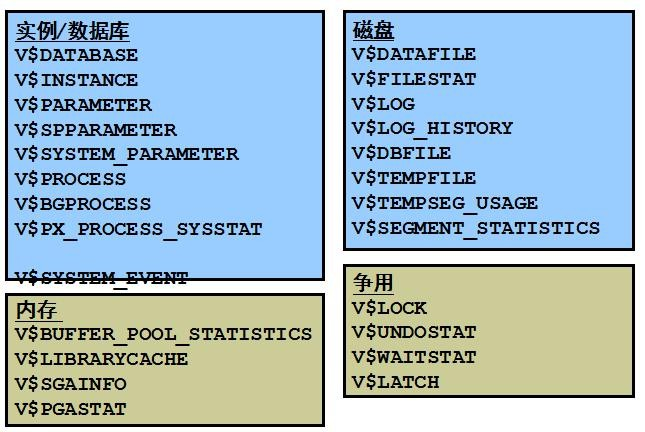 实例/数据库
V$DATABASE
V$INSTANCE
V$PARAMETER
V$SPPARAMETER
V$SYSTEM_PARAMETER
V$PROCESS
V$BGPROCESS
V$PX_PROCESS_SYSSTAT
V$SYSTEM_EVENT
磁盘
V$DATAFILE
V$FILESTAT
V$LOG
V$LOG_HISTORY
V$DBFILE
V$TEMPFILE
V$TEMPSEG_USAGE
V$SEGMENT_STATISTICS
内存
V$BUFFER_POOL_STATISTICS
V$LIBRARYCACHE
V$SGAINFO
V$PGASTAT
争用
V$LOCK
V$UNDOSTAT
V$WAITSTAT
V$LATCH